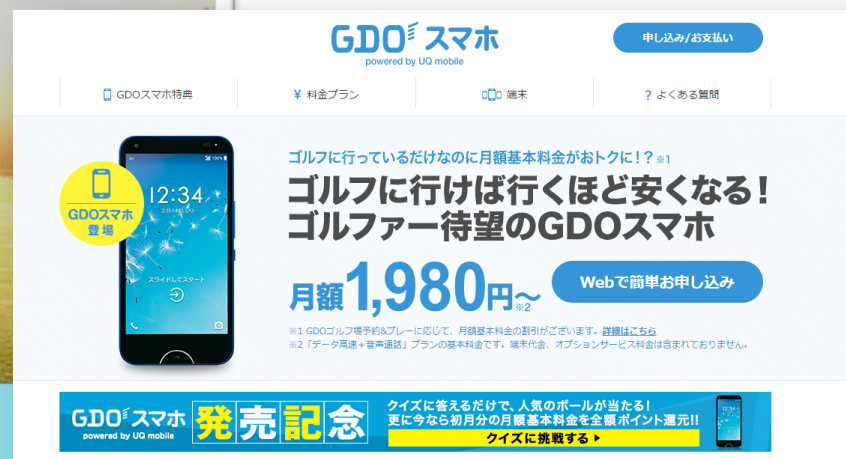 GDO スマホ
powered by UQ mobile
申し込み/お支払い
GDOスマホ特典
¥ 料金プラン
端末
? よくある質問
GDOスマホ
登場
12:34
スライドしてスタート
ゴルフに行っているだけなのに月額基本料金がおトクに!?※1
ゴルフに行けば行くほど安くなる!
ゴルファー待望のGDOスマホ
月額1,980円~※2
Webで簡単お申し込み
※1 GDOゴルフ場予約&プレーに応じて、月額基本料金の割引がございます。詳細はこちら
※2「データ高速+音声通話」プランの基本料金です。端末代金、オプションサービス料金は含まれておりません。
GDO スマホ
powered by UQ mobile
発売記念
クイズに答えるだけで、人気のボールが当たる!
更に今なら初月分の月額基本料金を全額ポイント還元!!
クイズに挑戦する